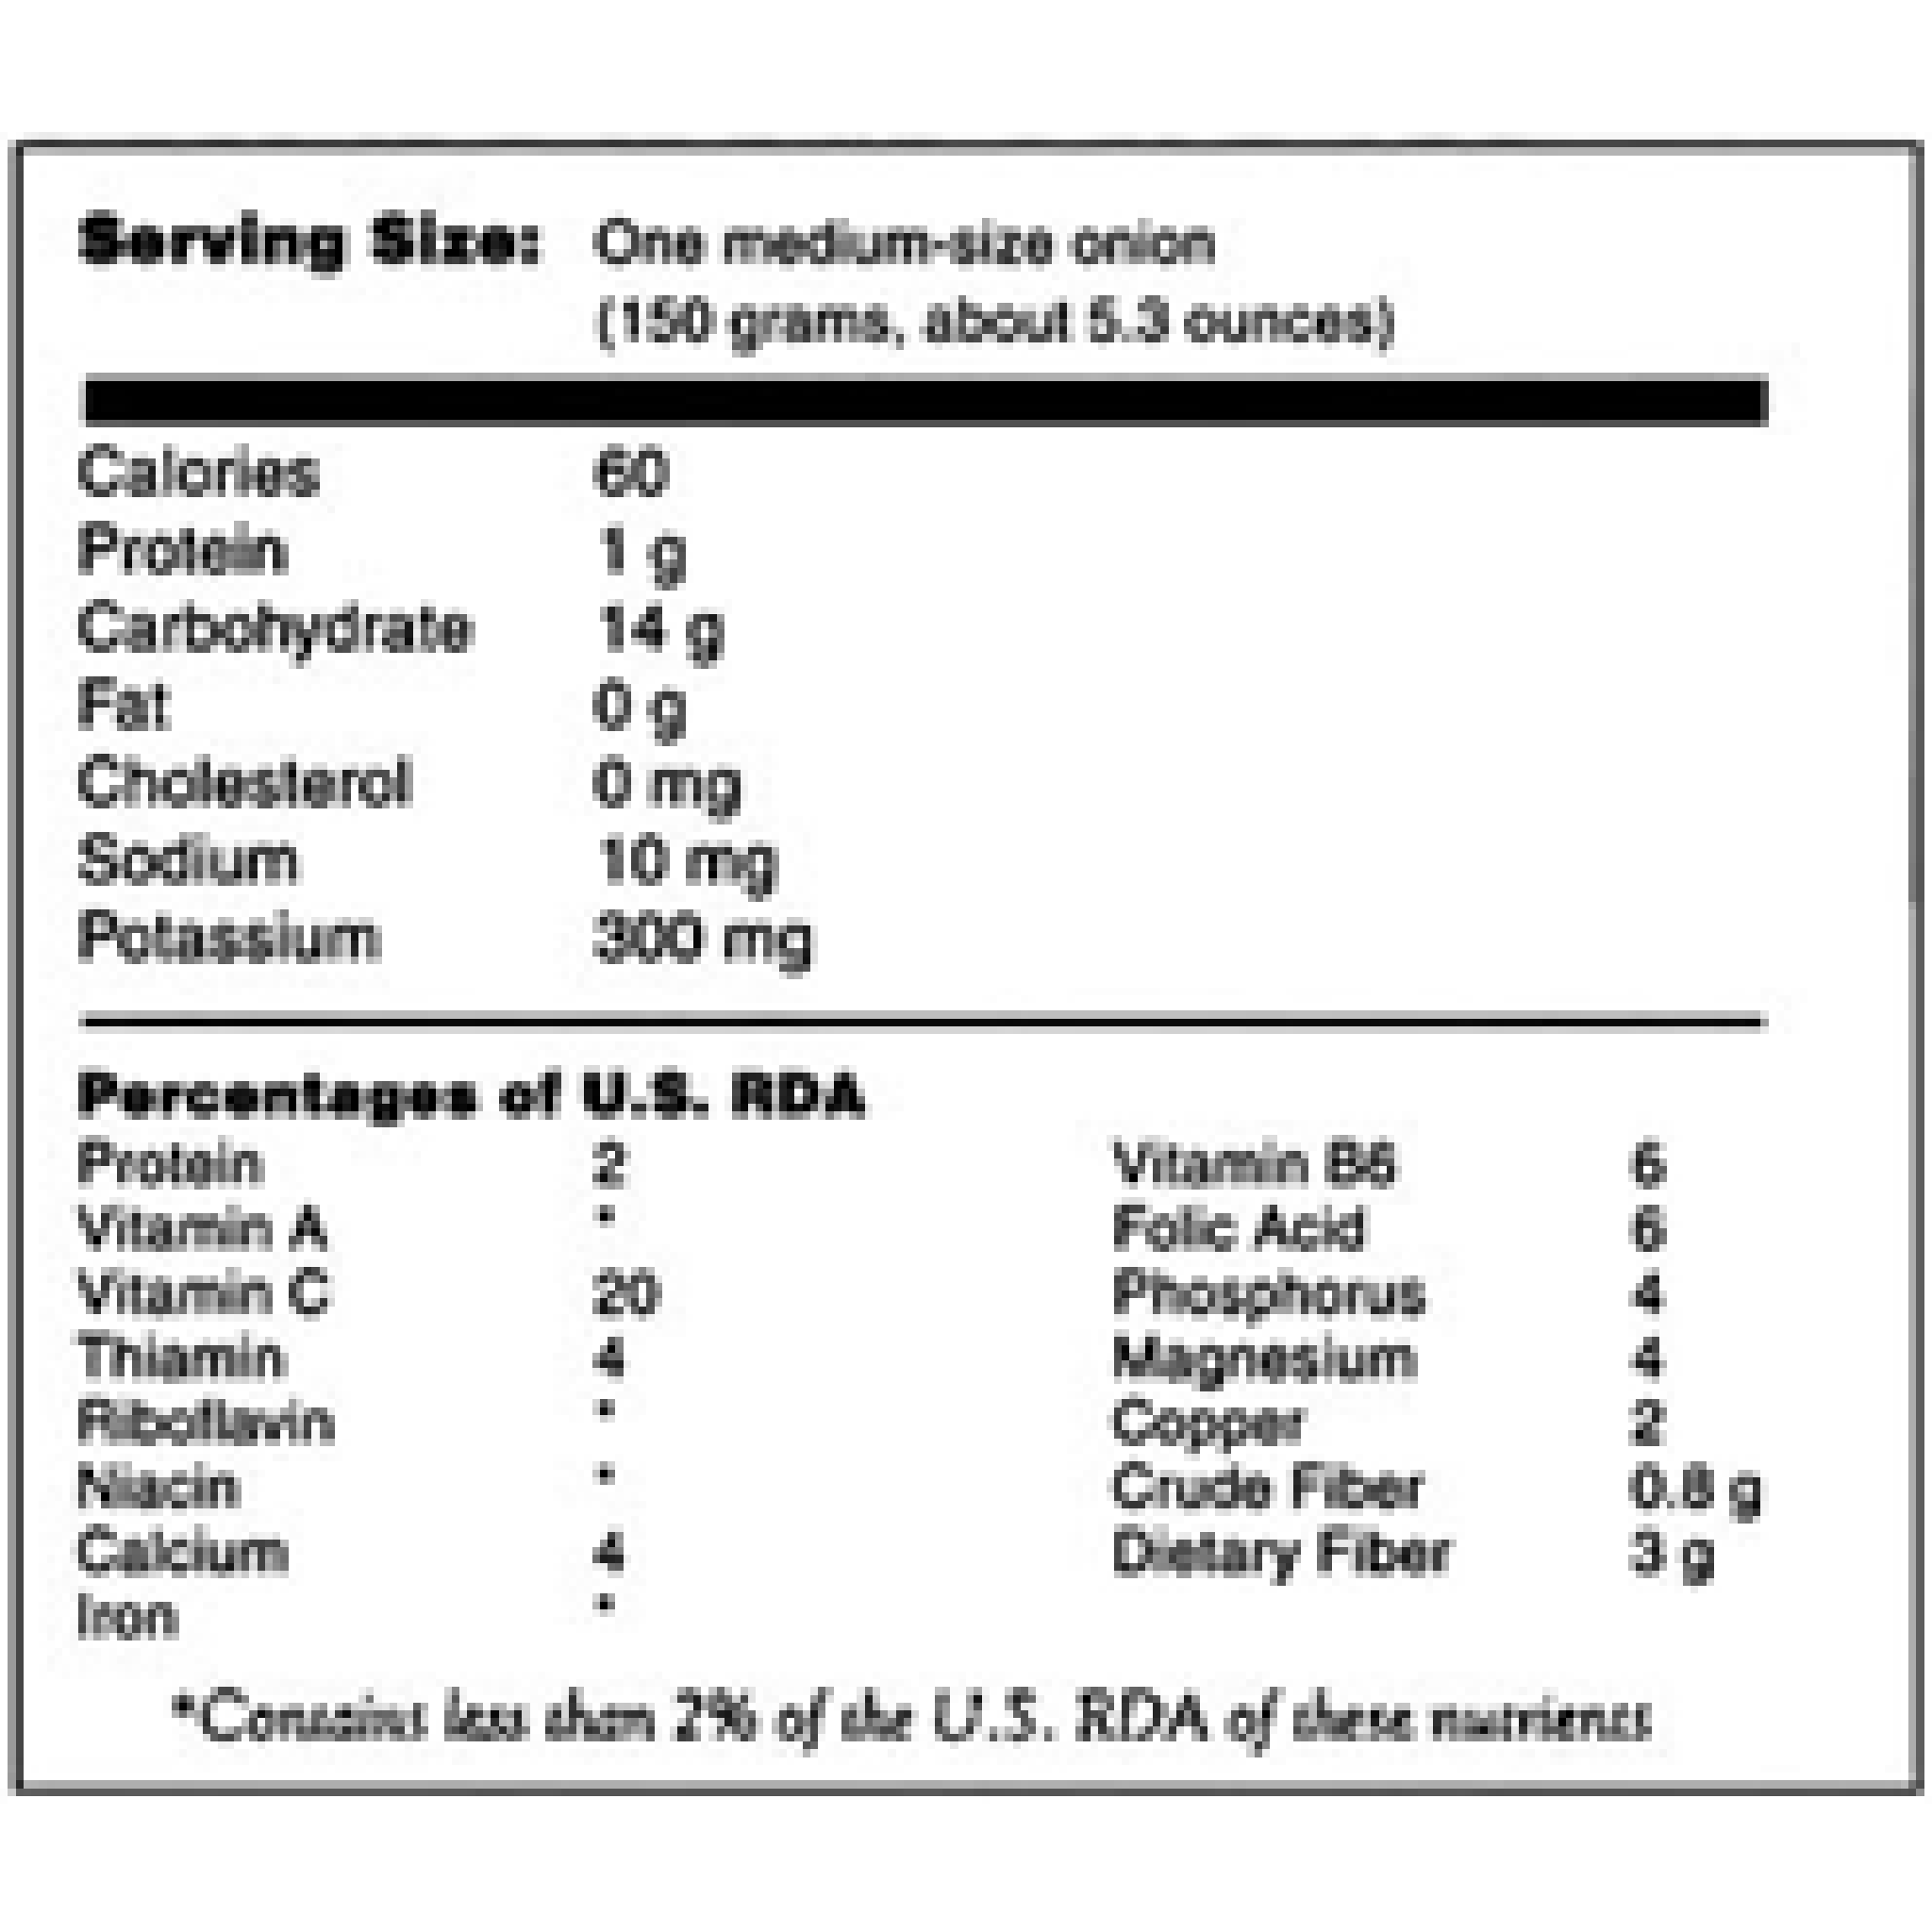 Serving Size: One medium-size onion
(150 grams, about 5.3 ounces)
Calories 60
Protein 1 g
Carbohydrate 14 g
Fat 0 g
Cholesterol 0 mg
Sodium 10 mg
Potassium 300 mg
Percentages of U.S. RDA
Protein 2 Vitamin B6 6
Vitamin A * Folic Acid 6
Vitamin C 20 Phosphorus 4
Thiamin 4 Magnesium 4
Riboflavin * Copper 2
Niacin * Crude Fiber 0.8 g
Calcium 4 Dietary Fiber 3 g
Iron *
*Contains less than 2% of the U.S. RDA of these nutrients